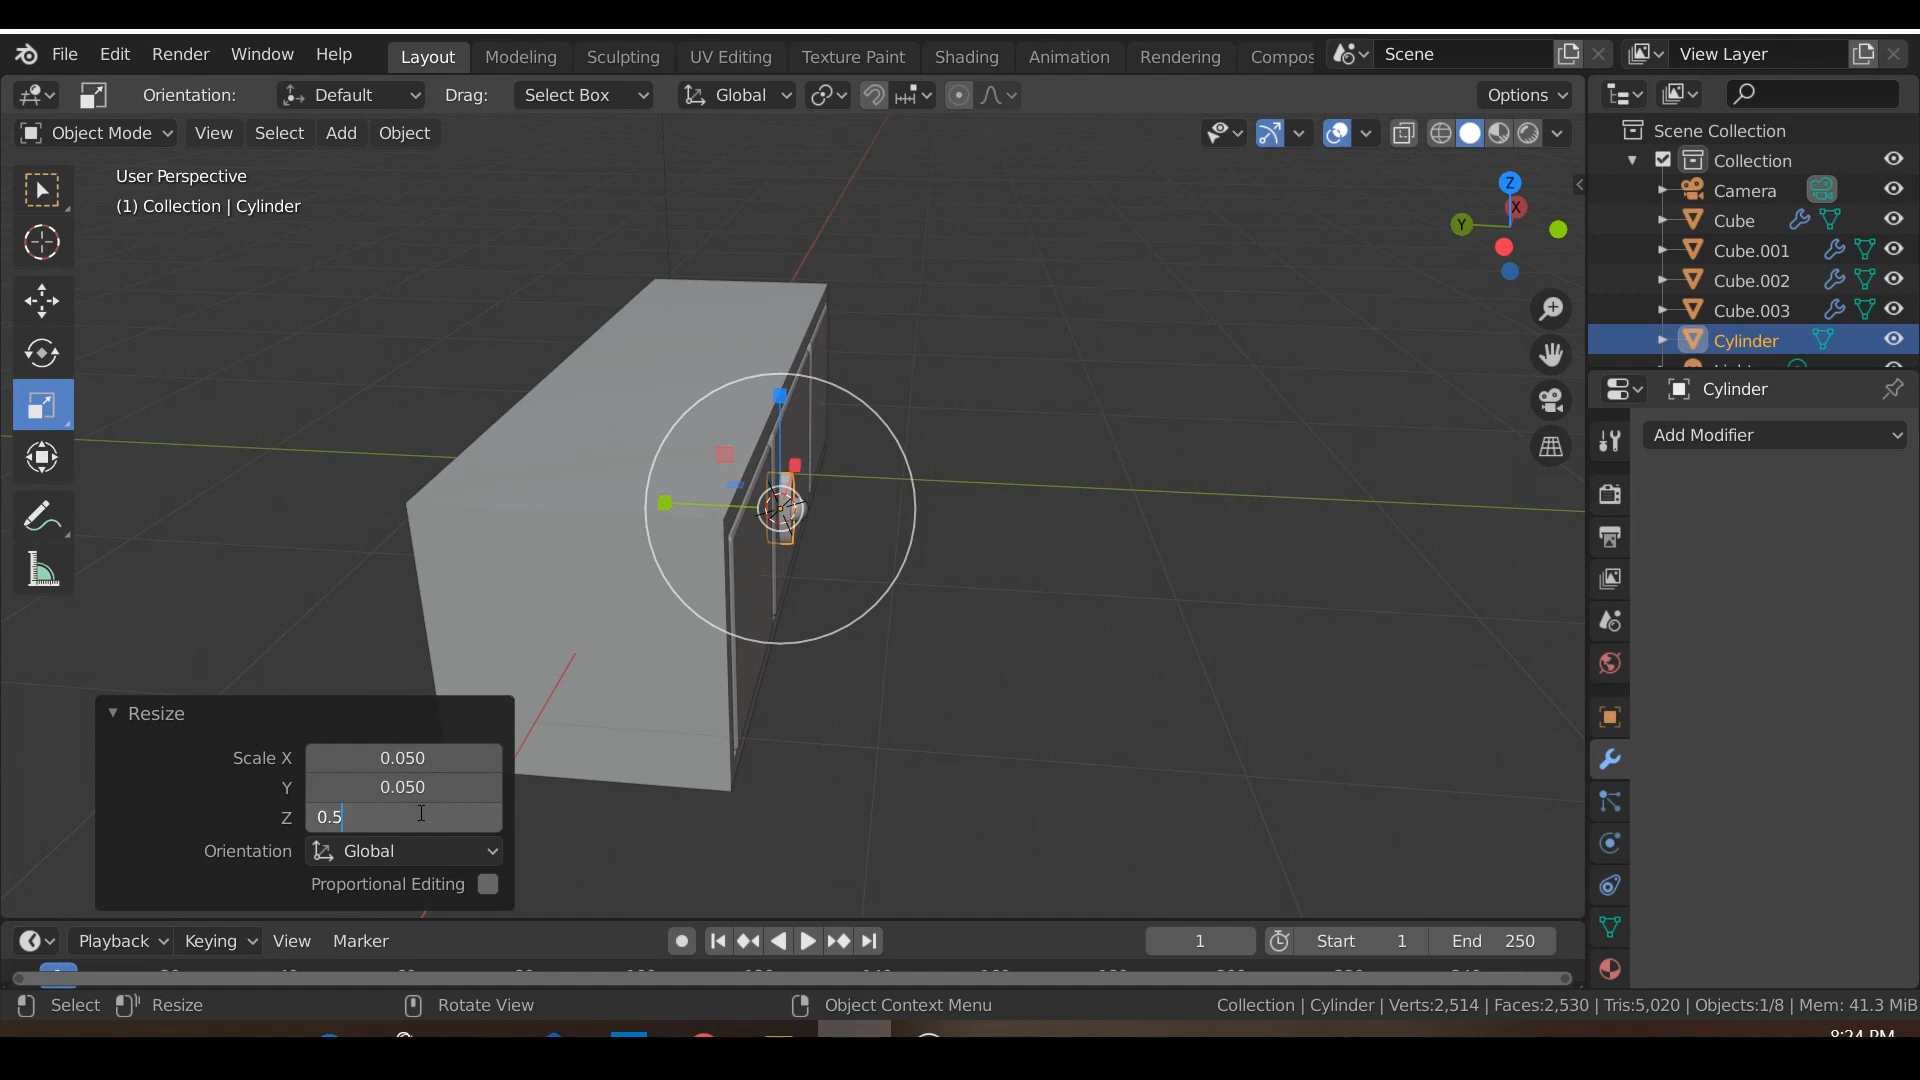 File Edit Render Window Help Layout Modeling Sculpting UV Editing Texture Paint Shading Animation Rendering Compos Scene View Layer
Orientation: Default Drag: Select Box Global Options
Object Mode View Select Add Object
User Perspective
(1) Collection | Cylinder
Z
X
Y
Scene Collection
Collection
Camera
Cube
Cube.001
Cube.002
Cube.003
Cylinder
Cylinder
Add Modifier
Resize
Scale X 0.050
Y 0.050
Z 0.5
Orientation Global
Proportional Editing
Playback Keying View Marker 1 Start 1 End 250
Select Resize Rotate View Object Context Menu Collection | Cylinder | Verts:2,514 | Faces:2,530 | Tris:5,020 | Objects:1/8 | Mem: 41.3 MiB
8:24 PM